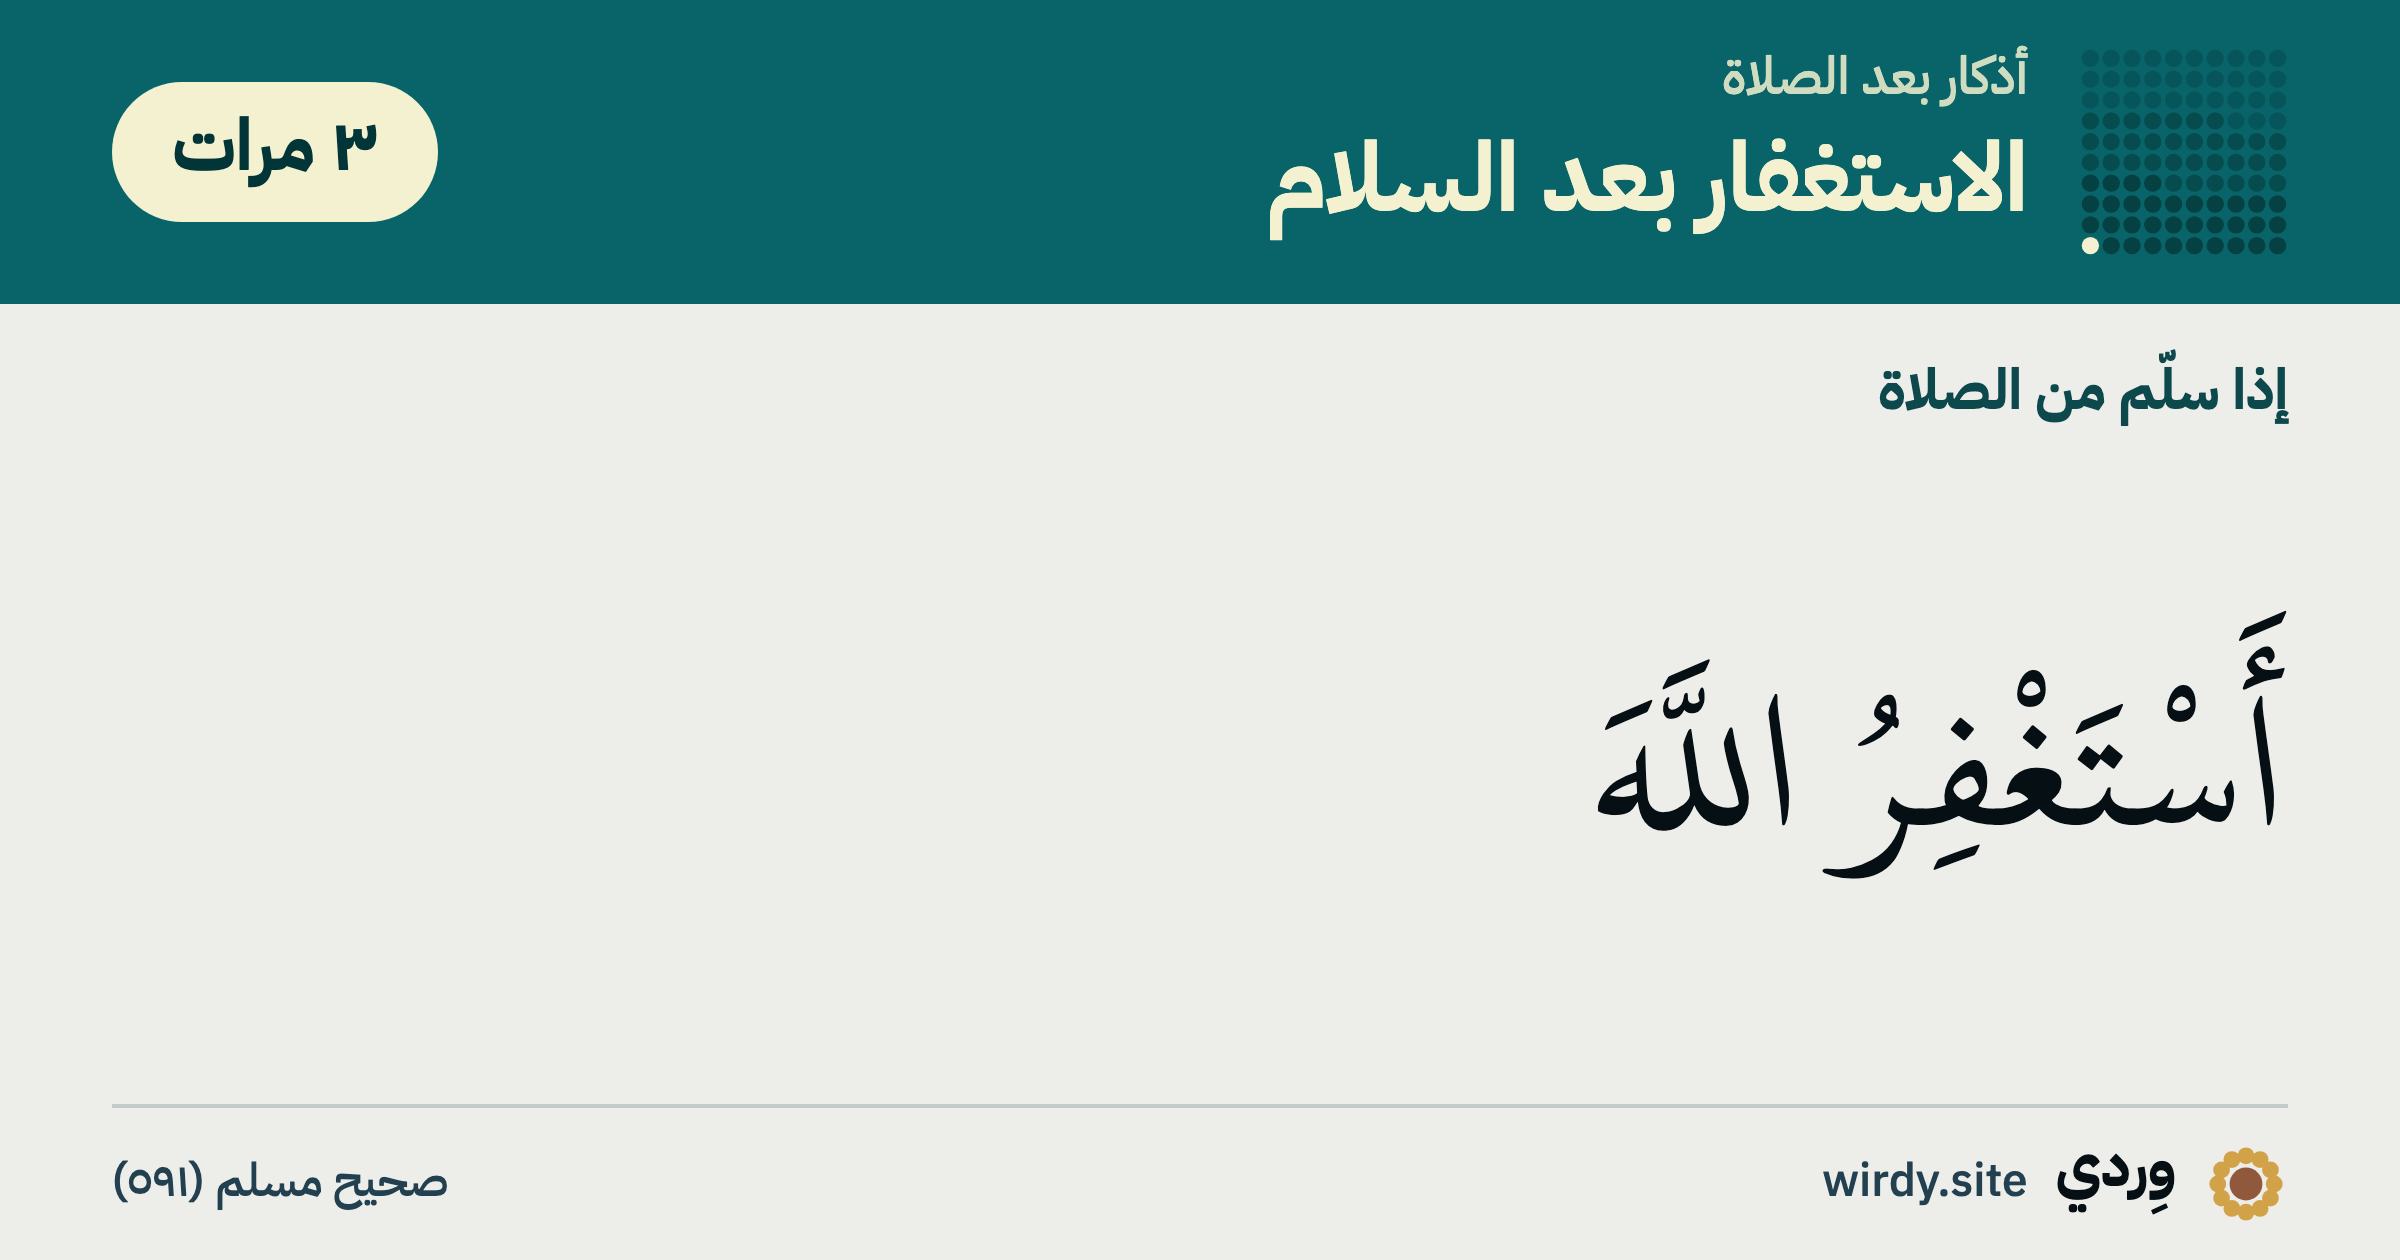 أذكار بعد الصلاة
الاستغفار بعد السلام
٣ مرات
إذا سلّم من الصلاة
أَسْتَغْفِرُ اللَّهَ
وِردي wirdy.site
صحيح مسلم (٥٩١)